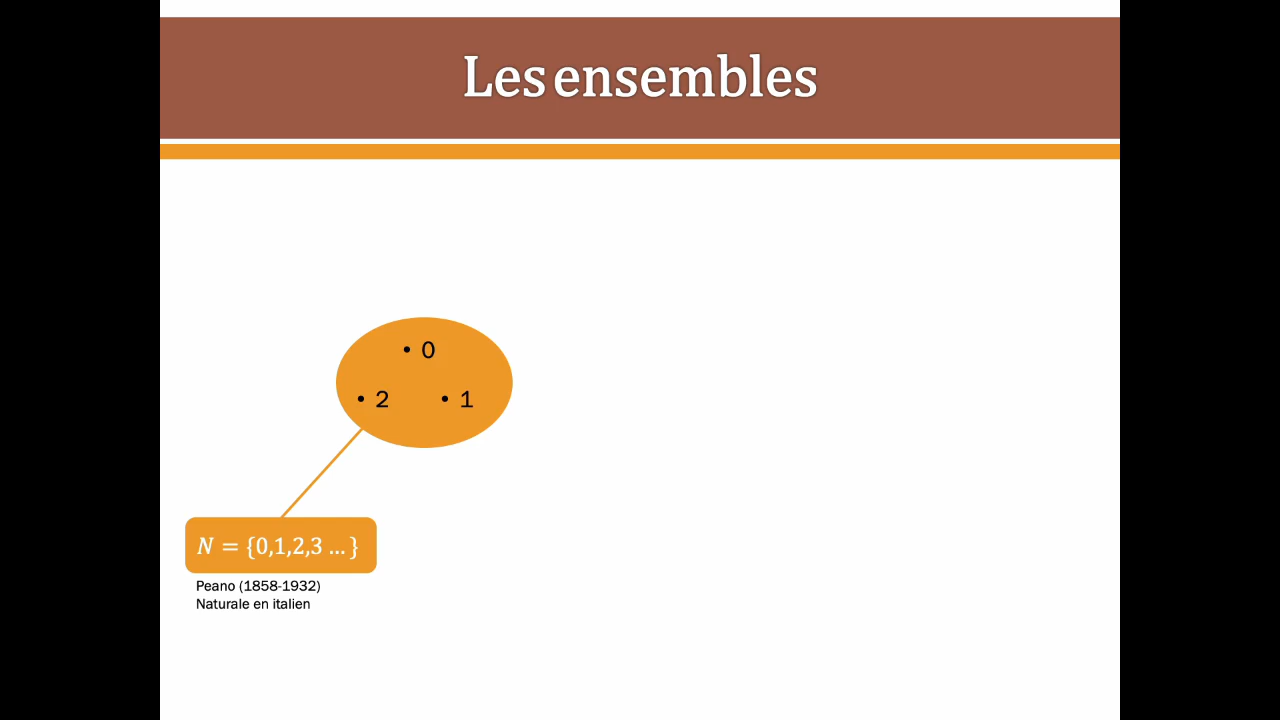 Les ensembles
• 0
• 2 • 1
N = {0,1,2,3 ... }
Peano (1858-1932)
Naturale en italien